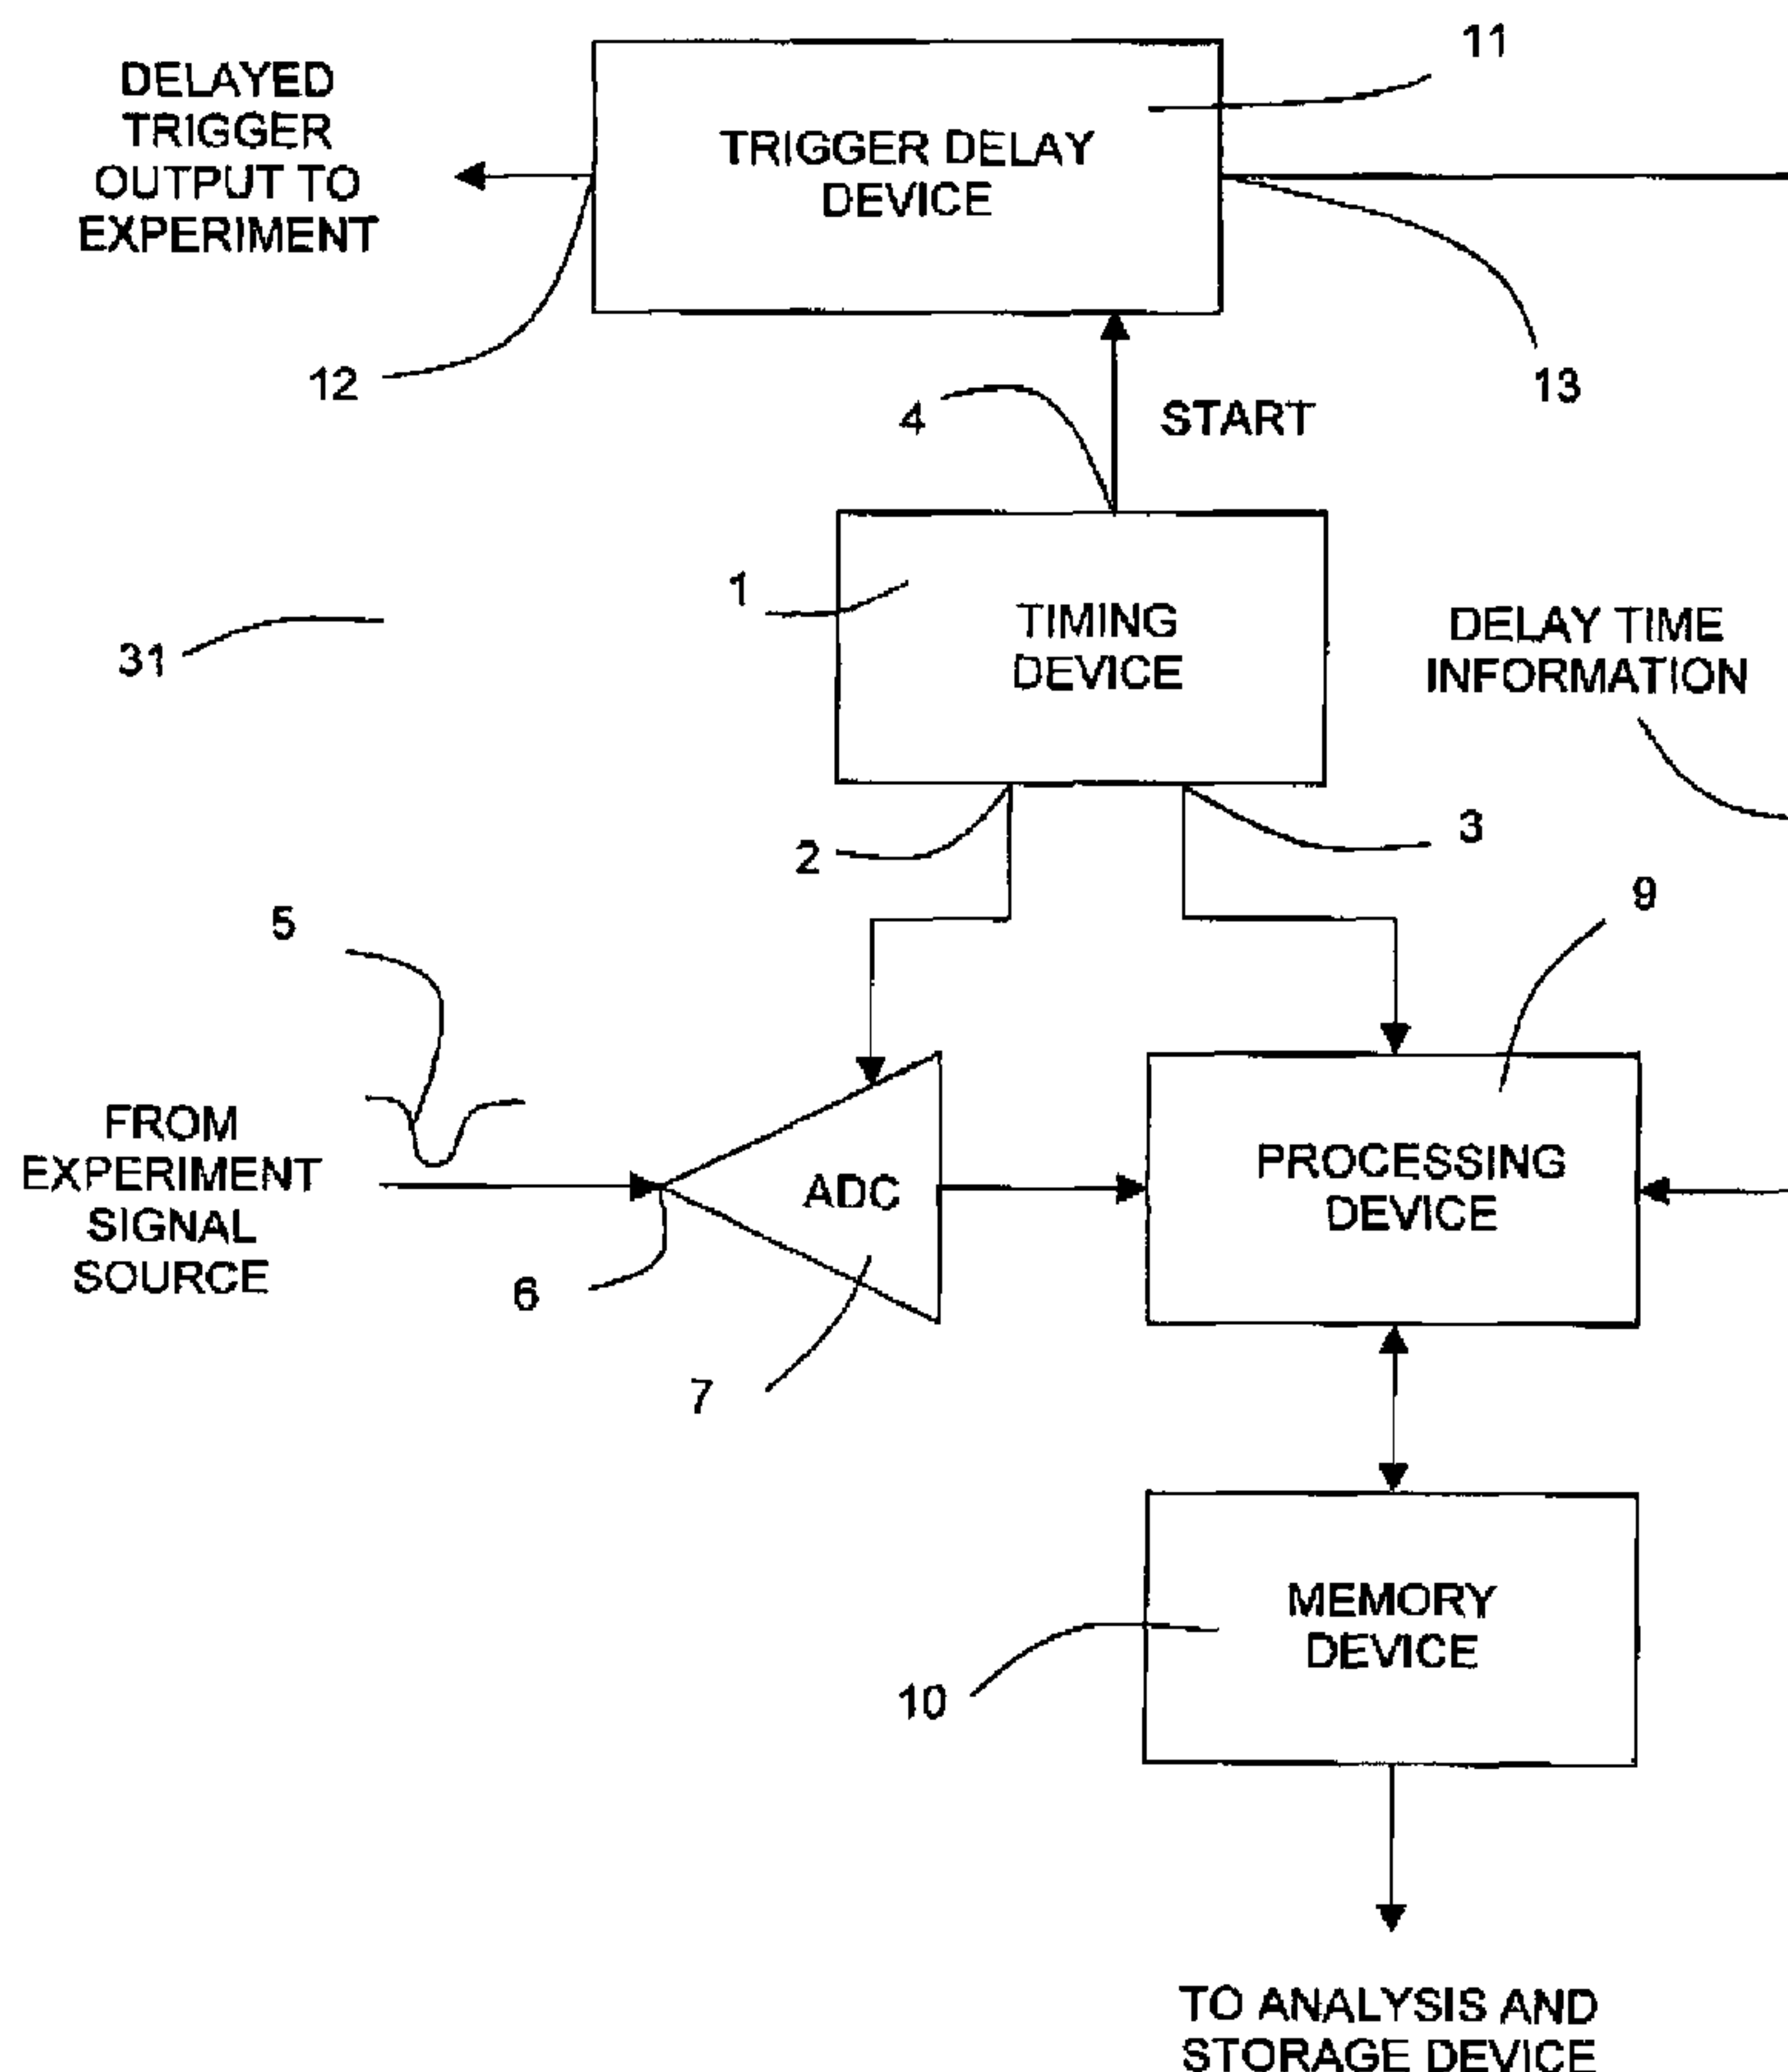 11
DELAYED
TRIGGER
OUTPUT TO
EXPERIMENT
TRIGGER DELAY
DEVICE
12
13
4
START
1
TIMING
DEVICE
31
DELAY TIME
INFORMATION
2
3
5
9
FROM
EXPERIMENT
SIGNAL
SOURCE
ADC
PROCESSING
DEVICE
6
7
MEMORY
DEVICE
10
TO ANALYSIS AND
STORAGE DEVICE